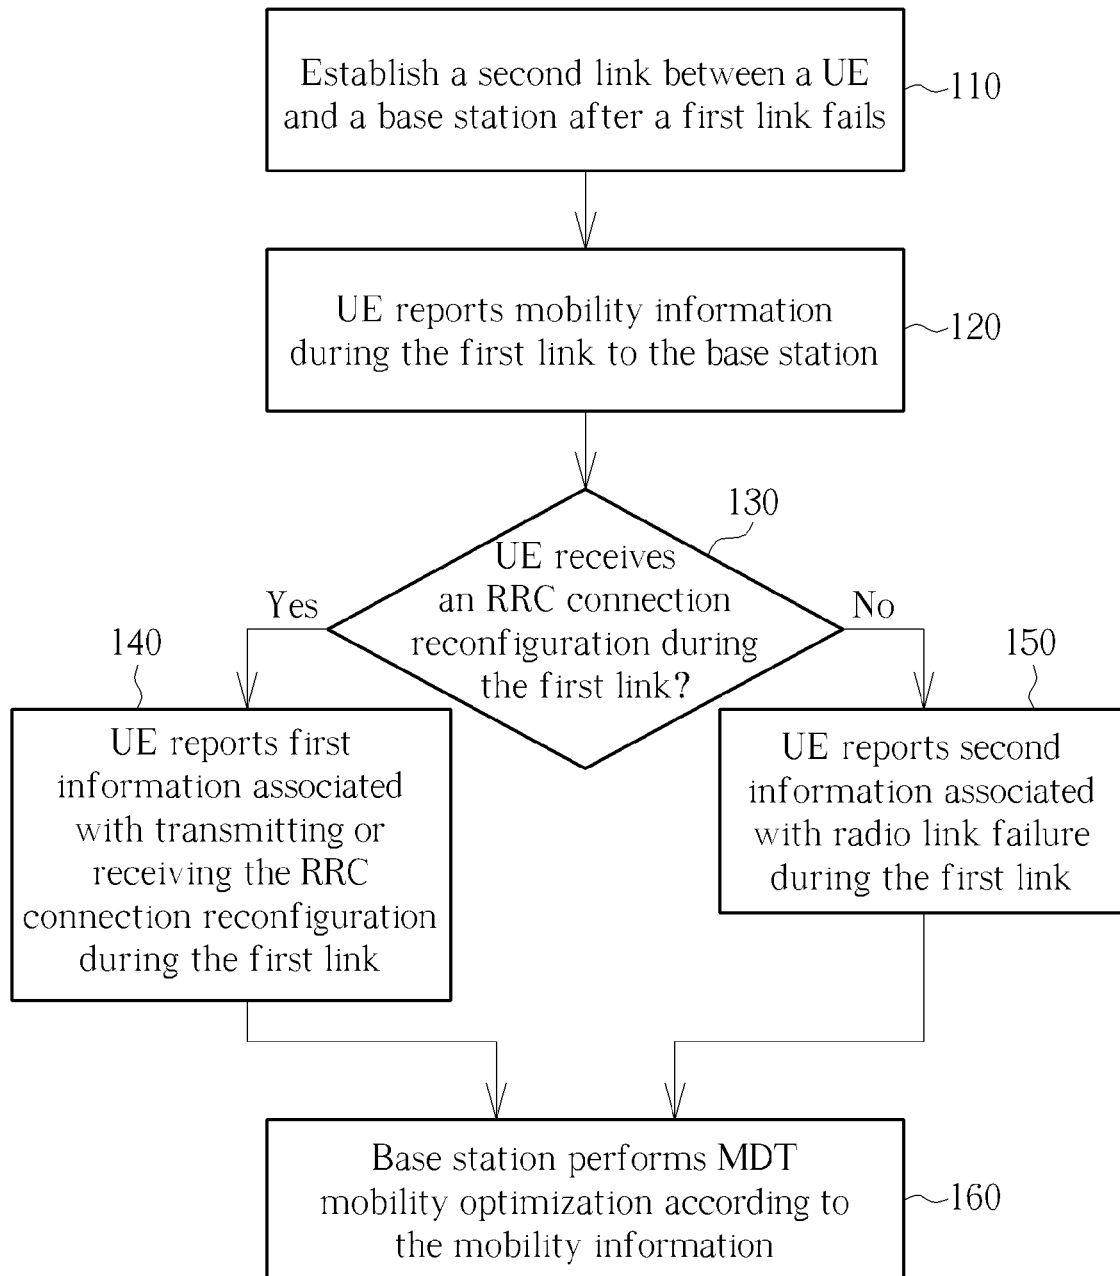 Establish a second link between a UE
and a base station after a first link fails
110
UE reports mobility information
during the first link to the base station
120
130
UE receives
an RRC connection
reconfiguration during
the first link?
Yes
No
140
150
UE reports first
information associated
with transmitting or
receiving the RRC
connection reconfiguration
during the first link
UE reports second
information associated
with radio link failure
during the first link
Base station performs MDT
mobility optimization according to
the mobility information
160